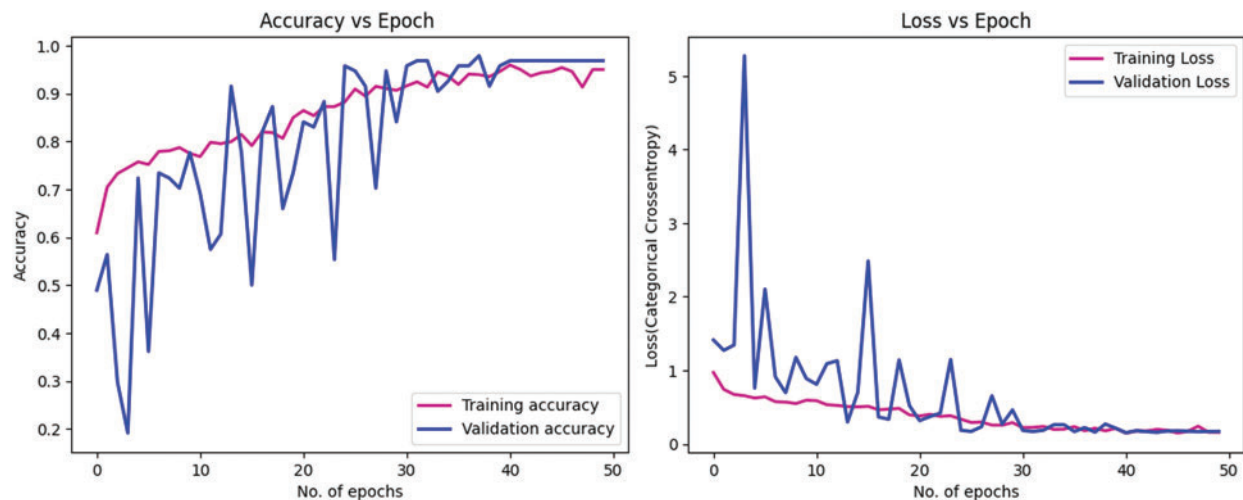 Accuracy vs Epoch
1.0
0.9
0.8
0.7
0.6
0.5
0.4
0.3
0.2
Accuracy
Training accuracy
Validation accuracy
0 10 20 30 40 50
No. of epochs
Loss vs Epoch
5
4
3
2
1
0
Loss(Categorical Crossentropy)
Training Loss
Validation Loss
0 10 20 30 40 50
No. of epochs